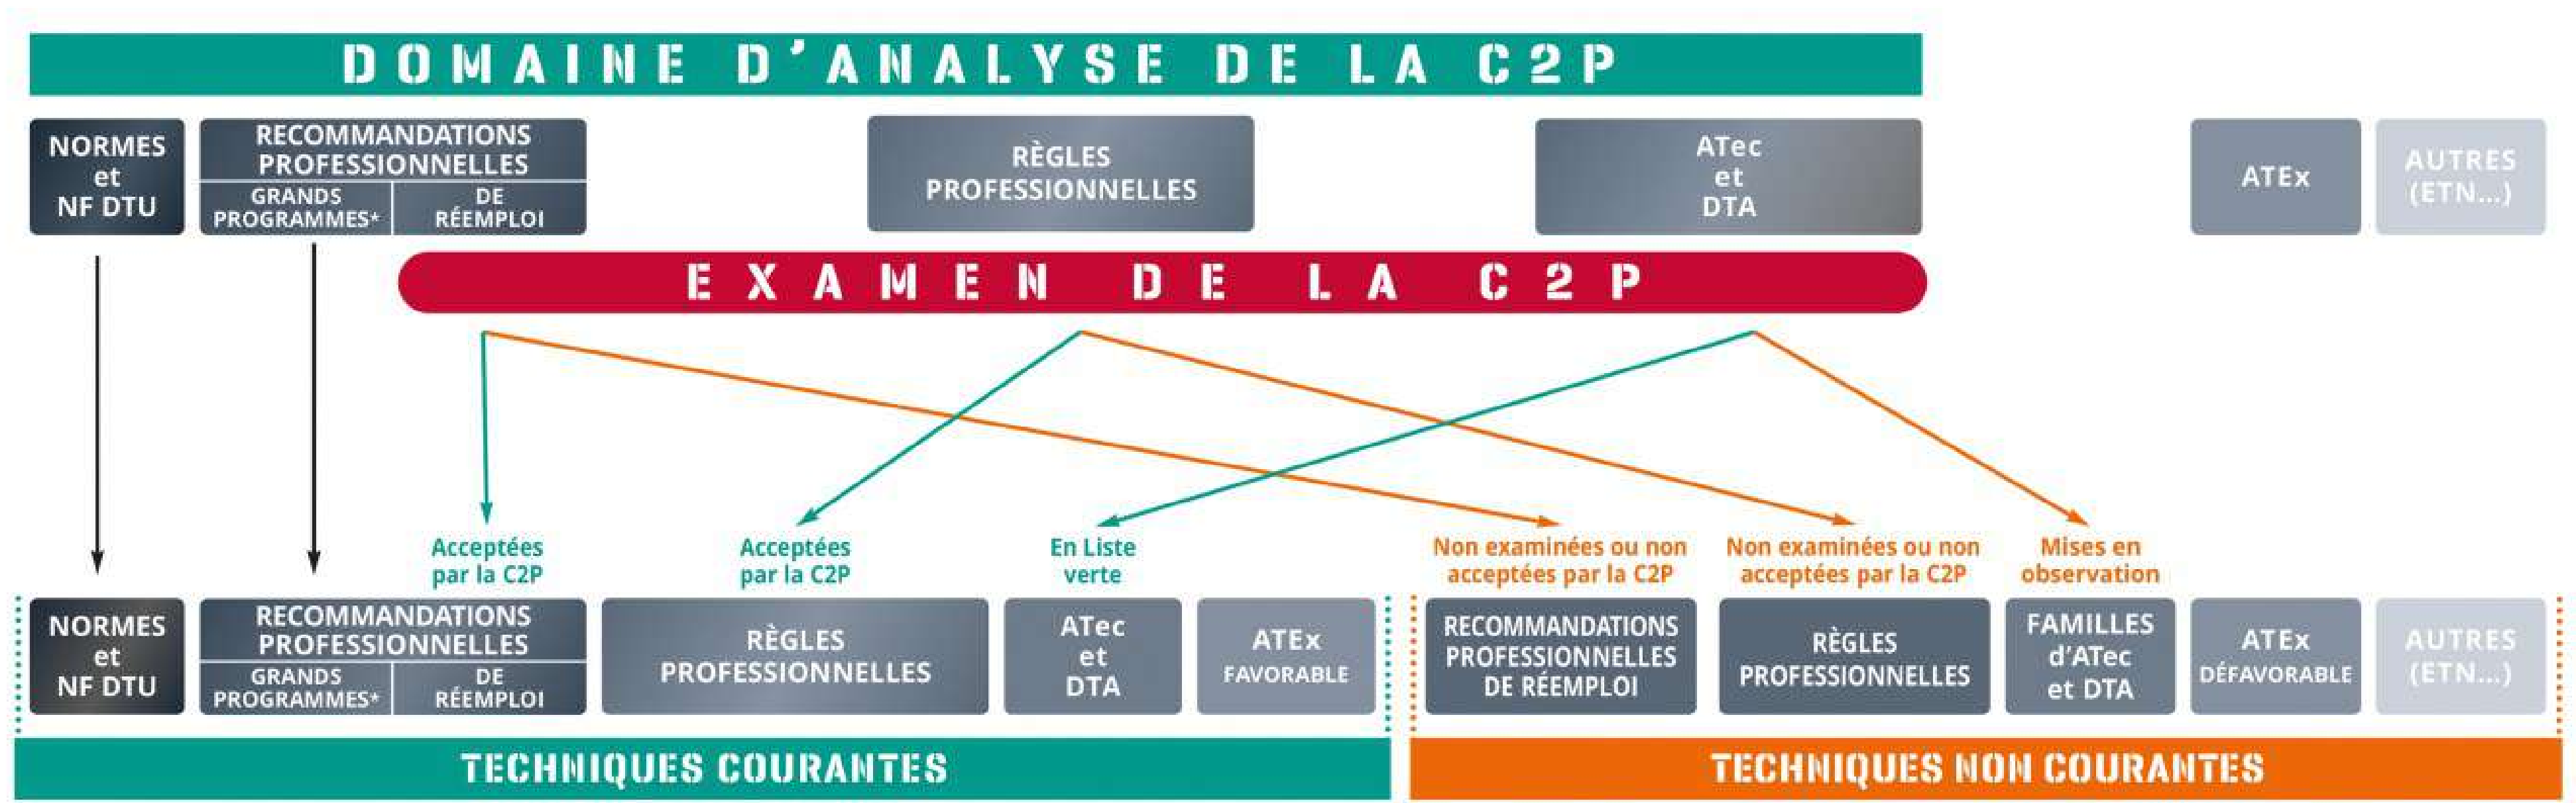 DOMAINE D'ANALYSE DE LA C2P
NORMES
et
NF DTU
RECOMMANDATIONS
PROFESSIONNELLES
GRANDS
PROGRAMMES*
DE
RÉEMPLOI
RÈGLES
PROFESSIONNELLES
ATec
et
DTA
ATEx
AUTRES
(ETN...)
EXAMEN DE LA C2P
Acceptées
par la C2P
Acceptées
par la C2P
En Liste
verte
Non examinées ou non
acceptées par la C2P
Non examinées ou non
acceptées par la C2P
Mises en
observation
NORMES
et
NF DTU
RECOMMANDATIONS
PROFESSIONNELLES
GRANDS
PROGRAMMES*
DE
RÉEMPLOI
RÈGLES
PROFESSIONNELLES
ATec
et
DTA
ATEx
FAVORABLE
RECOMMANDATIONS
PROFESSIONNELLES
DE RÉEMPLOI
RÈGLES
PROFESSIONNELLES
FAMILLES
d'ATec
et DTA
ATEx
DÉFAVORABLE
AUTRES
(ETN...)
TECHNIQUES COURANTES
TECHNIQUES NON COURANTES